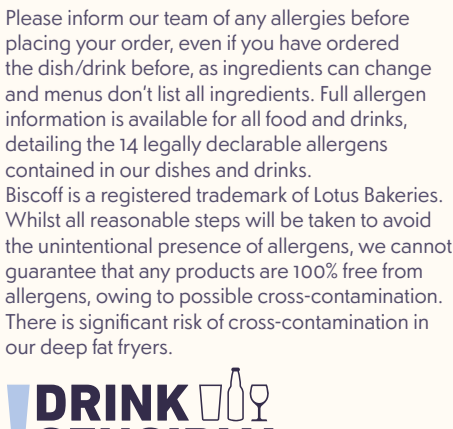 Please inform our team of any allergies before
placing your order, even if you have ordered
the dish/drink before, as ingredients can change
and menus don't list all ingredients. Full allergen
information is available for all food and drinks,
detailing the 14 legally declarable allergens
contained in our dishes and drinks.
Biscoff is a registered trademark of Lotus Bakeries.
Whilst all reasonable steps will be taken to avoid
the unintentional presence of allergens, we cannot
guarantee that any products are 100% free from
allergens, owing to possible cross-contamination.
There is significant risk of cross-contamination in
our deep fat fryers.
DRINK